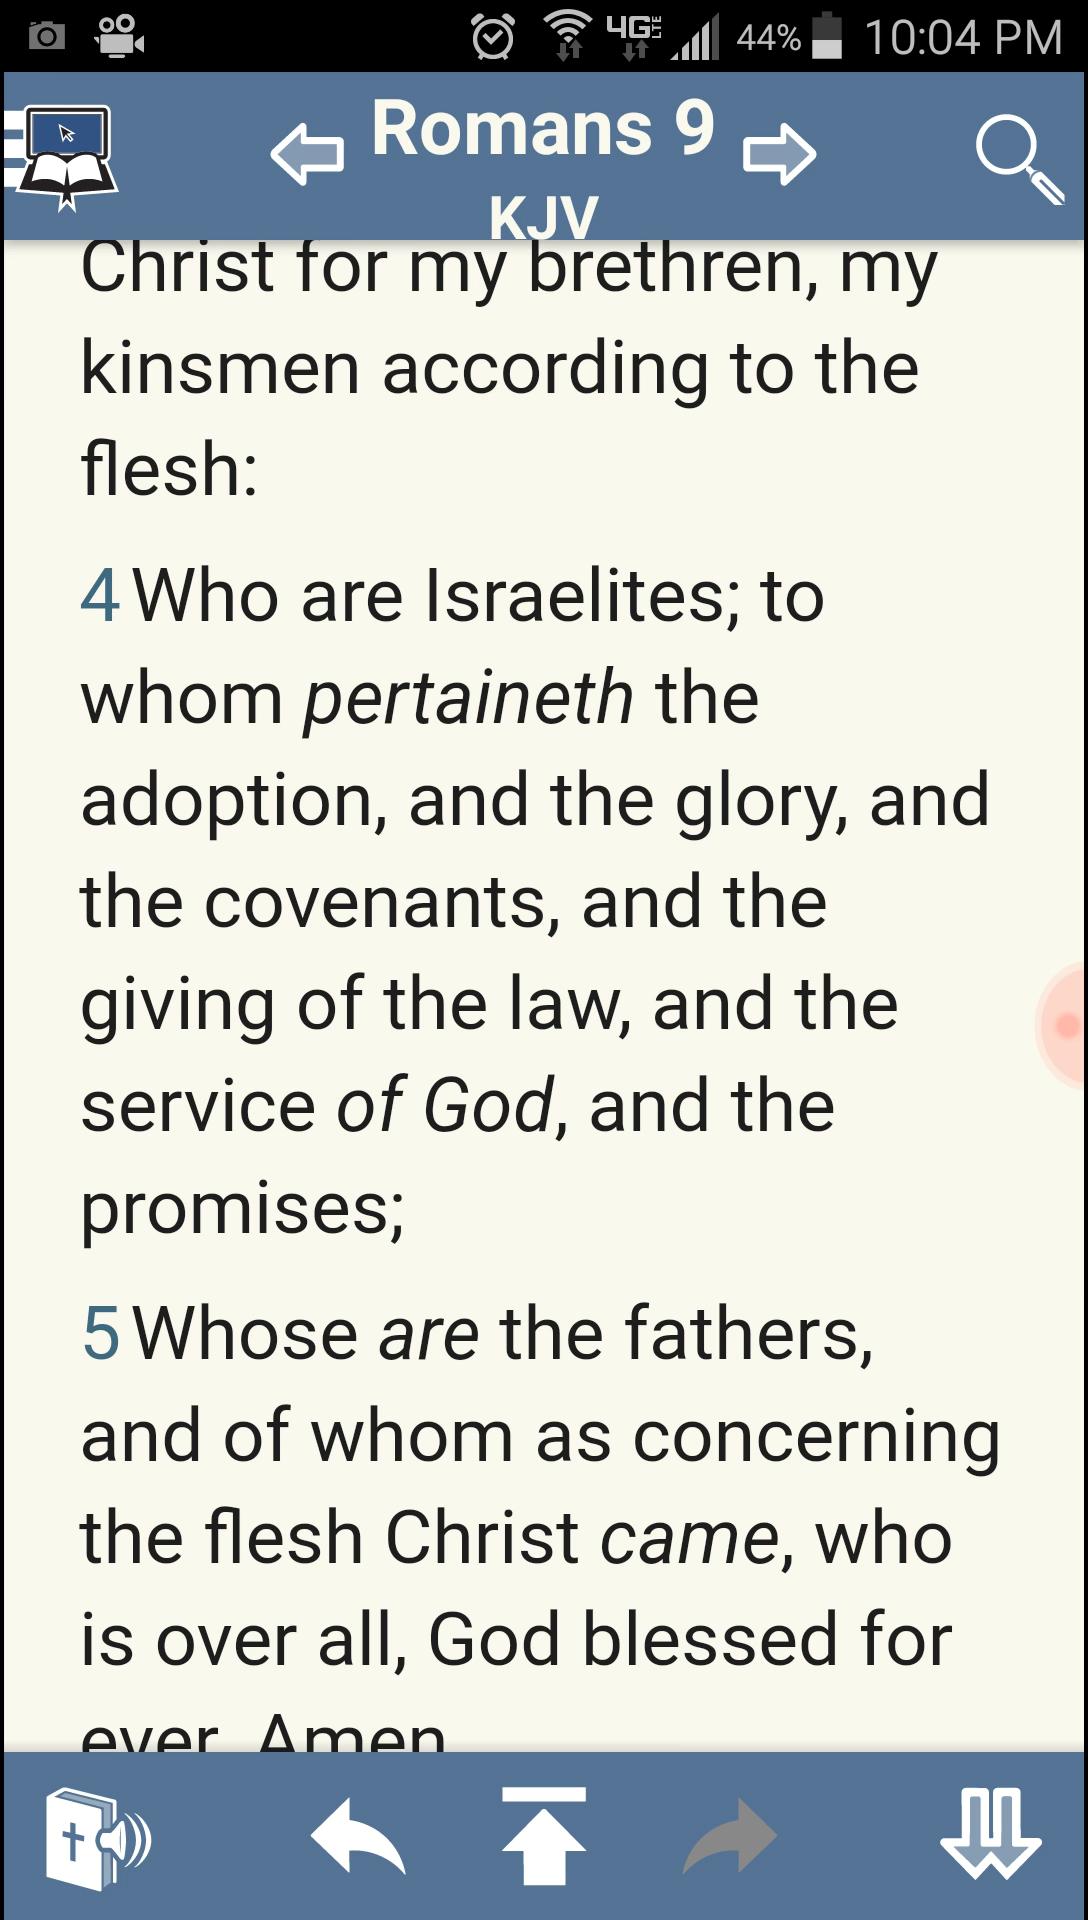 44% 10:04 PM
Romans 9
KJV
Christ for my brethren, my
kinsmen according to the
flesh:
4 Who are Israelites; to
whom pertaineth the
adoption, and the glory, and
the covenants, and the
giving of the law, and the
service of God, and the
promises;
5 Whose are the fathers,
and of whom as concerning
the flesh Christ came, who
is over all, God blessed for
ever. Amen